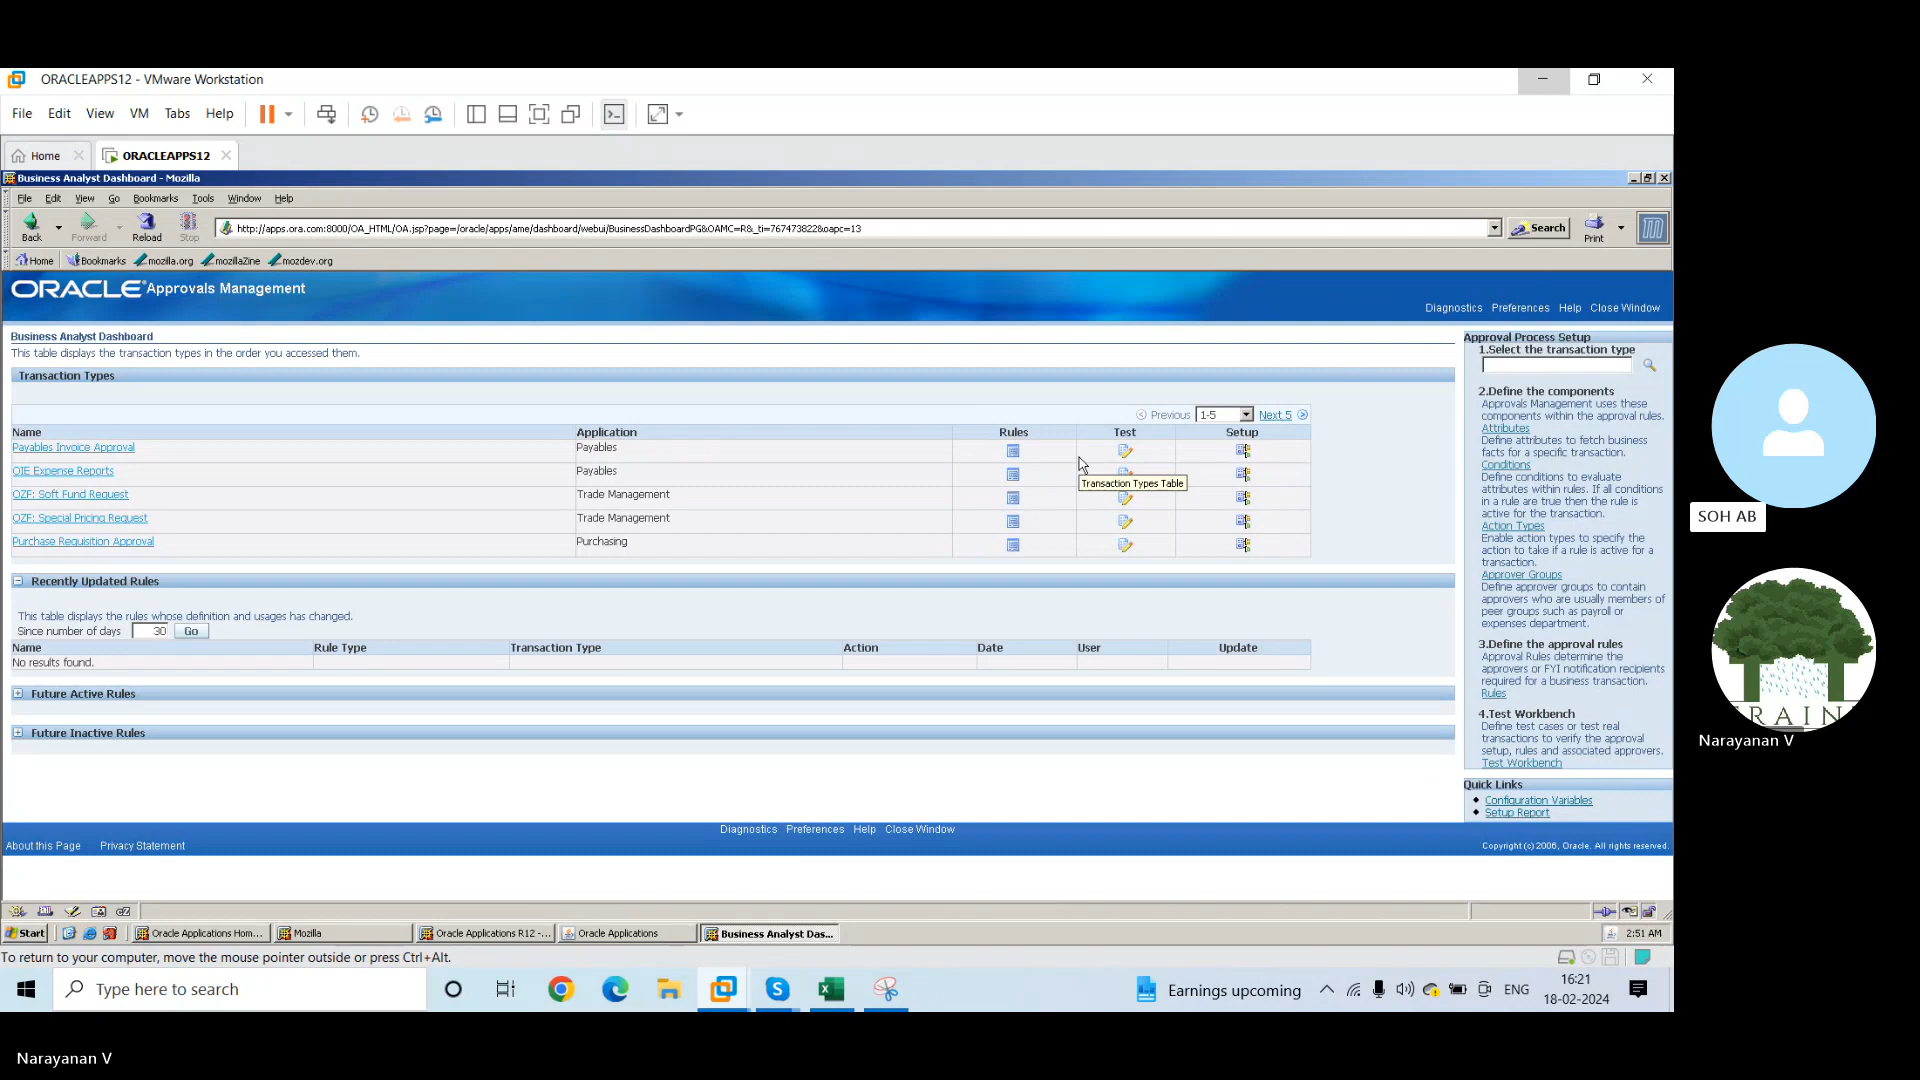 ORACLEAPPS12 - VMware Workstation
File Edit View VM Tabs Help
Home ORACLEAPPS12
Business Analyst Dashboard - Mozilla
File Edit View Go Bookmarks Tools Window Help
Back Forward Reload Stop http://apps.ora.com:8000/OA_HTML/OA.jsp?page=/oracle/apps/ame/dashboard/webui/BusinessDashboardPG&OAMC=R&_ti=767473822&oapc=13 Search Print
Home Bookmarks mozilla.org mozillaZine mozdev.org
ORACLE Approvals Management
Diagnostics Preferences Help Close Window
Business Analyst Dashboard
This table displays the transaction types in the order you accessed them.
Transaction Types
Previous 1-5 Next 5
Name Application Rules Test Setup
Payables Invoice Approval Payables
OIE Expense Reports Payables
Transaction Types Table
OZF: Soft Fund Request Trade Management
OZF: Special Pricing Request Trade Management
Purchase Requisition Approval Purchasing
Recently Updated Rules
This table displays the rules whose definition and usages has changed.
Since number of days 30 Go
Name Rule Type Transaction Type Action Date User Update
No results found.
Future Active Rules
Future Inactive Rules
Approval Process Setup
1.Select the transaction type
2.Define the components
Approvals Management uses these
components within the approval rules.
Attributes
Define attributes to fetch business
facts for a specific transaction.
Conditions
Define conditions to evaluate
attributes within rules. If all conditions
in a rule are true then the rule is
active for the transaction.
Action Types
Enable action types to specify the
action to take if a rule is active for a
transaction.
Approver Groups
Define approver groups to contain
approvers who are usually members of
peer groups such as payroll or
expenses department.
3.Define the approval rules
Approval Rules determine the
approvers or FYI notification recipients
required for a business transaction.
Rules
4.Test Workbench
Define test cases or test real
transactions to verify the approval
setup, rules and associated approvers.
Test Workbench
Quick Links
Configuration Variables
Setup Report
Diagnostics Preferences Help Close Window
About this Page Privacy Statement
Copyright (c) 2006, Oracle. All rights reserved.
Start Oracle Applications Hom... Mozilla Oracle Applications R12 -... Oracle Applications Business Analyst Das... 2:51 AM
To return to your computer, move the mouse pointer outside or press Ctrl+Alt.
Type here to search Earnings upcoming ENG 16:21
18-02-2024
SOH AB
RAIN
Narayanan V
Narayanan V